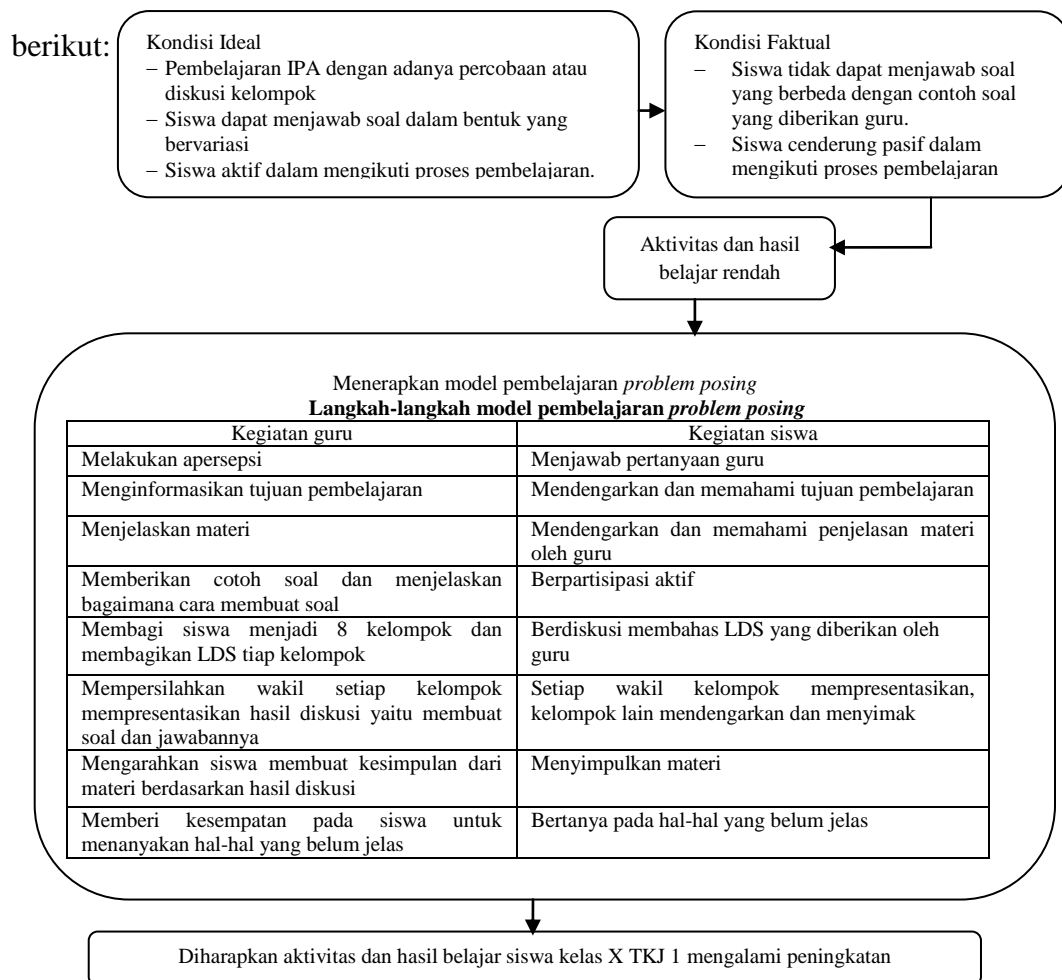 berikut:
Kondisi Ideal
– Pembelajaran IPA dengan adanya percobaan atau
diskusi kelompok
– Siswa dapat menjawab soal dalam bentuk yang
bervariasi
– Siswa aktif dalam mengikuti proses pembelajaran.
Kondisi Faktual
– Siswa tidak dapat menjawab soal
yang berbeda dengan contoh soal
yang diberikan guru.
– Siswa cenderung pasif dalam
mengikuti proses pembelajaran
Aktivitas dan hasil
belajar rendah
Menerapkan model pembelajaran problem posing
Langkah-langkah model pembelajaran problem posing
Kegiatan guru
Kegiatan siswa
Melakukan apersepsi
Menjawab pertanyaan guru
Menginformasikan tujuan pembelajaran
Mendengarkan dan memahami tujuan pembelajaran
Menjelaskan materi
Mendengarkan dan memahami penjelasan materi
oleh guru
Memberikan cotoh soal dan menjelaskan
bagaimana cara membuat soal
Berpartisipasi aktif
Membagi siswa menjadi 8 kelompok dan
membagikan LDS tiap kelompok
Berdiskusi membahas LDS yang diberikan oleh
guru
Mempersilahkan wakil setiap kelompok
mempresentasikan hasil diskusi yaitu membuat
soal dan jawabannya
Setiap wakil kelompok mempresentasikan,
kelompok lain mendengarkan dan menyimak
Mengarahkan siswa membuat kesimpulan dari
materi berdasarkan hasil diskusi
Menyimpulkan materi
Memberi kesempatan pada siswa untuk
menanyakan hal-hal yang belum jelas
Bertanya pada hal-hal yang belum jelas
Diharapkan aktivitas dan hasil belajar siswa kelas X TKJ 1 mengalami peningkatan